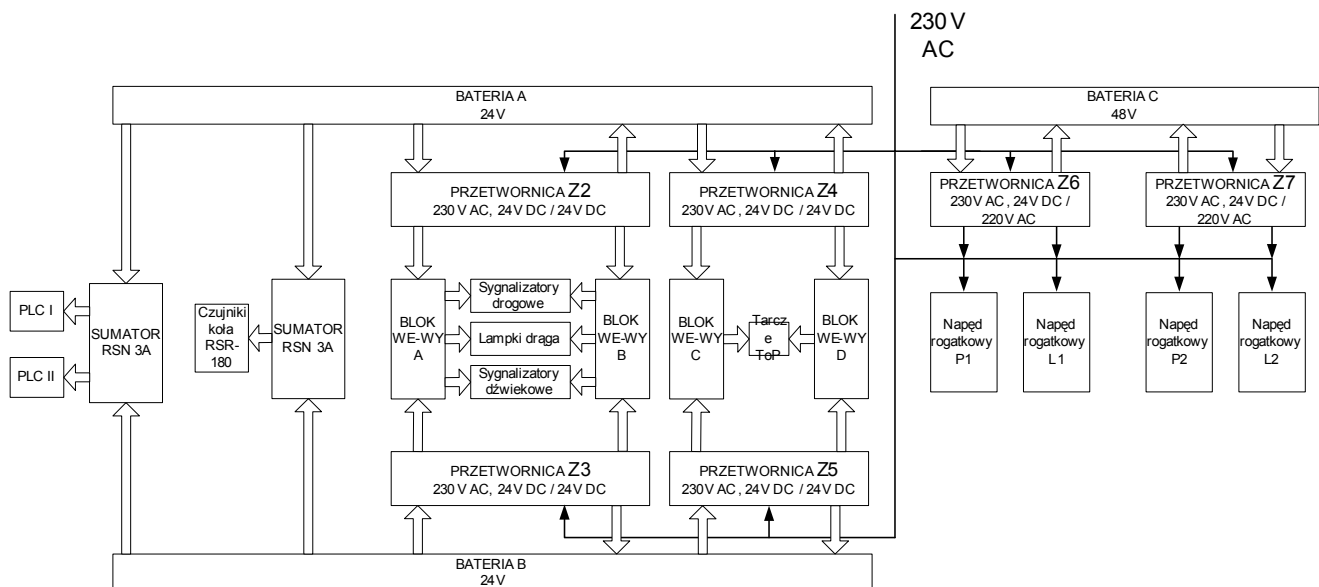 230 V
AC
BATERIA A
24V
BATERIA C
48V
PRZETWORNICA Z2
230 V AC, 24V DC / 24V DC
PRZETWORNICA Z4
230 V AC, 24V DC / 24V DC
PRZETWORNICA Z6
230 V AC, 24V DC /
220V AC
PRZETWORNICA Z7
230 V AC, 24V DC /
220V AC
PLC I
PLC II
SUMATOR
RSN 3A
Czujniki
koła
RSR-
180
SUMATOR
RSN 3A
BLOK
WE-WY
A
Sygnalizatory
drogowe
Lampki drąga
Sygnalizatory
dźwiekowe
BLOK
WE-WY
B
BLOK
WE-WY
C
Tarcz
e
ToP
BLOK
WE-WY
D
Napęd
rogatkowy
P1
Napęd
rogatkowy
L1
Napęd
rogatkowy
P2
Napęd
rogatkowy
L2
PRZETWORNICA Z3
230 V AC, 24V DC / 24V DC
PRZETWORNICA Z5
230 V AC, 24V DC / 24V DC
BATERIA B
24V